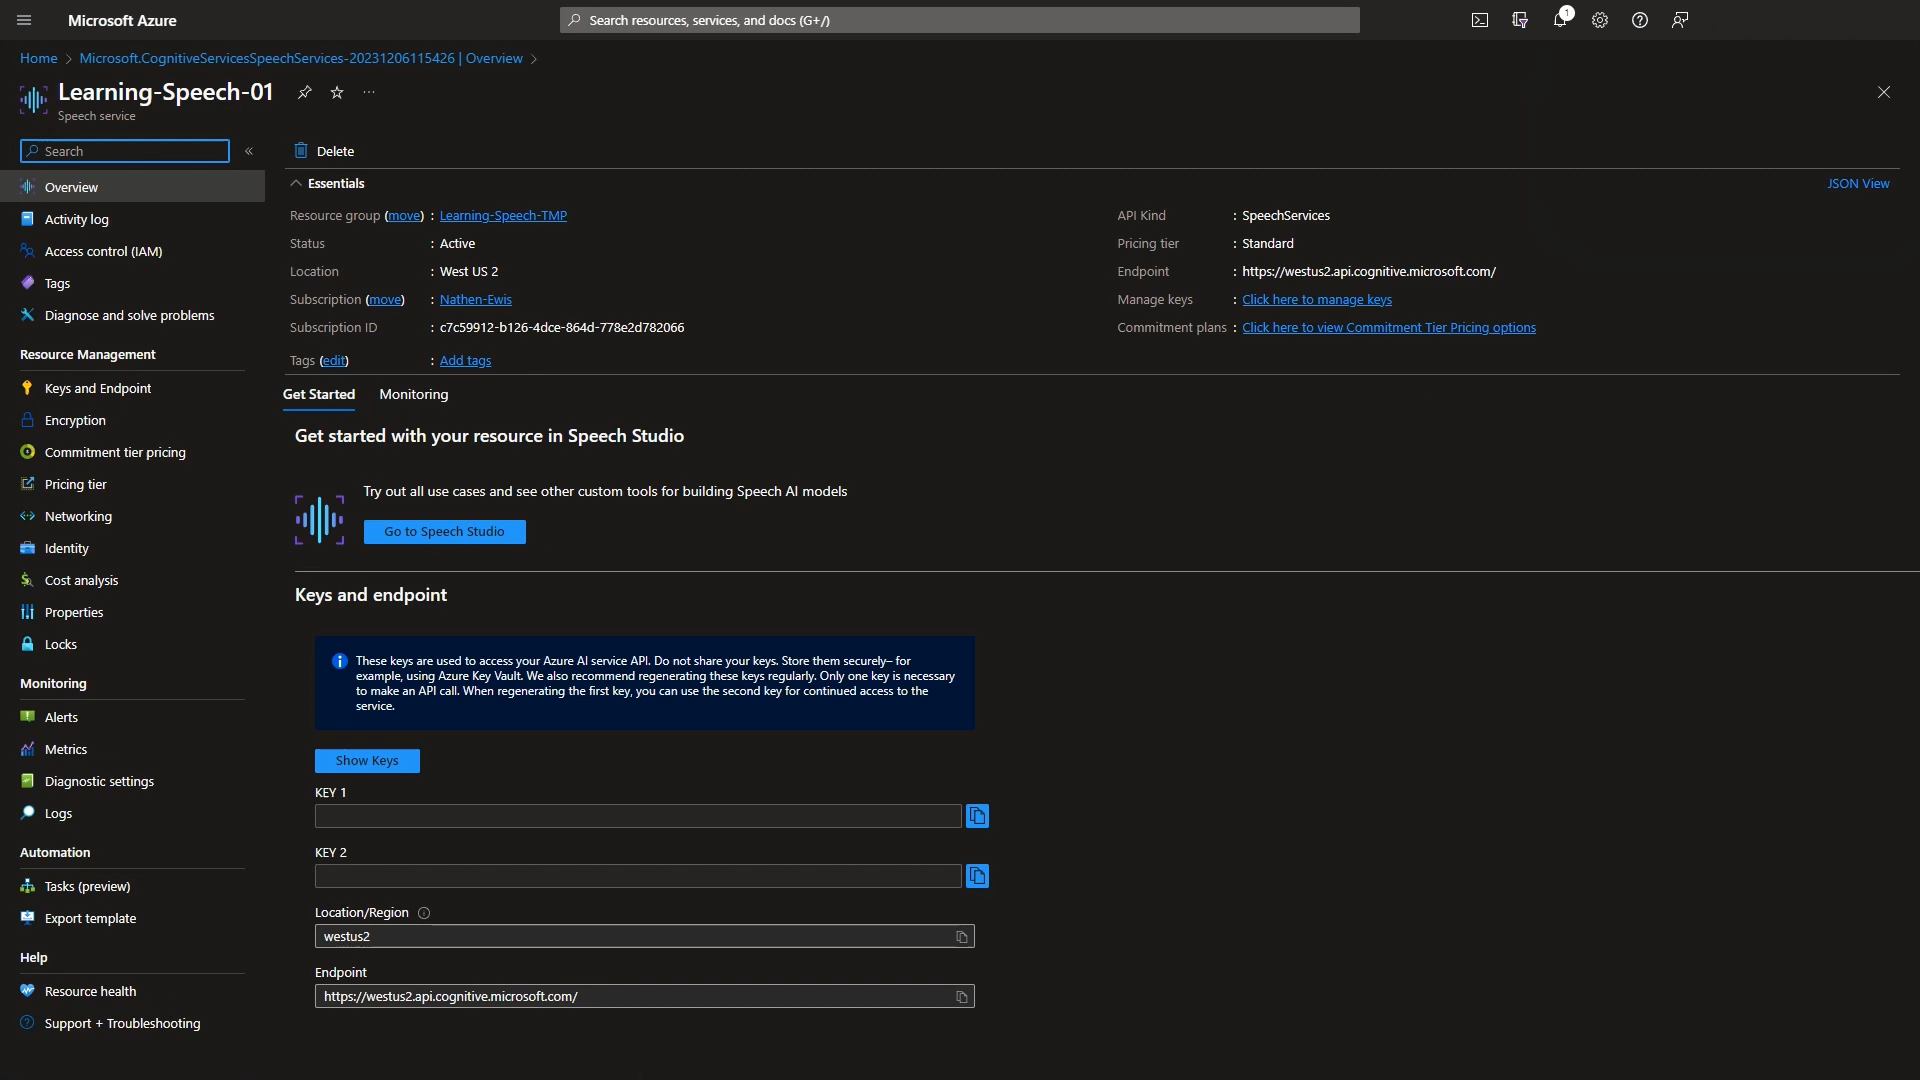 Microsoft Azure
Search resources, services, and docs (G+/)
1
Home > Microsoft.CognitiveServicesSpeechServices-20231206115426 | Overview >
Learning-Speech-01
Speech service
Search
Overview
Activity log
Access control (IAM)
Tags
Diagnose and solve problems
Resource Management
Keys and Endpoint
Encryption
Commitment tier pricing
Pricing tier
Networking
Identity
Cost analysis
Properties
Locks
Monitoring
Alerts
Metrics
Diagnostic settings
Logs
Automation
Tasks (preview)
Export template
Help
Resource health
Support + Troubleshooting
Delete
Essentials
JSON View
Resource group (move) : Learning-Speech-TMP
Status : Active
Location : West US 2
Subscription (move) : Nathen-Ewis
Subscription ID : c7c59912-b126-4dce-864d-778e2d782066
Tags (edit) : Add tags
API Kind : SpeechServices
Pricing tier : Standard
Endpoint : https://westus2.api.cognitive.microsoft.com/
Manage keys : Click here to manage keys
Commitment plans : Click here to view Commitment Tier Pricing options
Get Started Monitoring
Get started with your resource in Speech Studio
Try out all use cases and see other custom tools for building Speech AI models
Go to Speech Studio
Keys and endpoint
These keys are used to access your Azure AI service API. Do not share your keys. Store them securely– for
example, using Azure Key Vault. We also recommend regenerating these keys regularly. Only one key is necessary
to make an API call. When regenerating the first key, you can use the second key for continued access to the
service.
Show Keys
KEY 1
KEY 2
Location/Region
westus2
Endpoint
https://westus2.api.cognitive.microsoft.com/